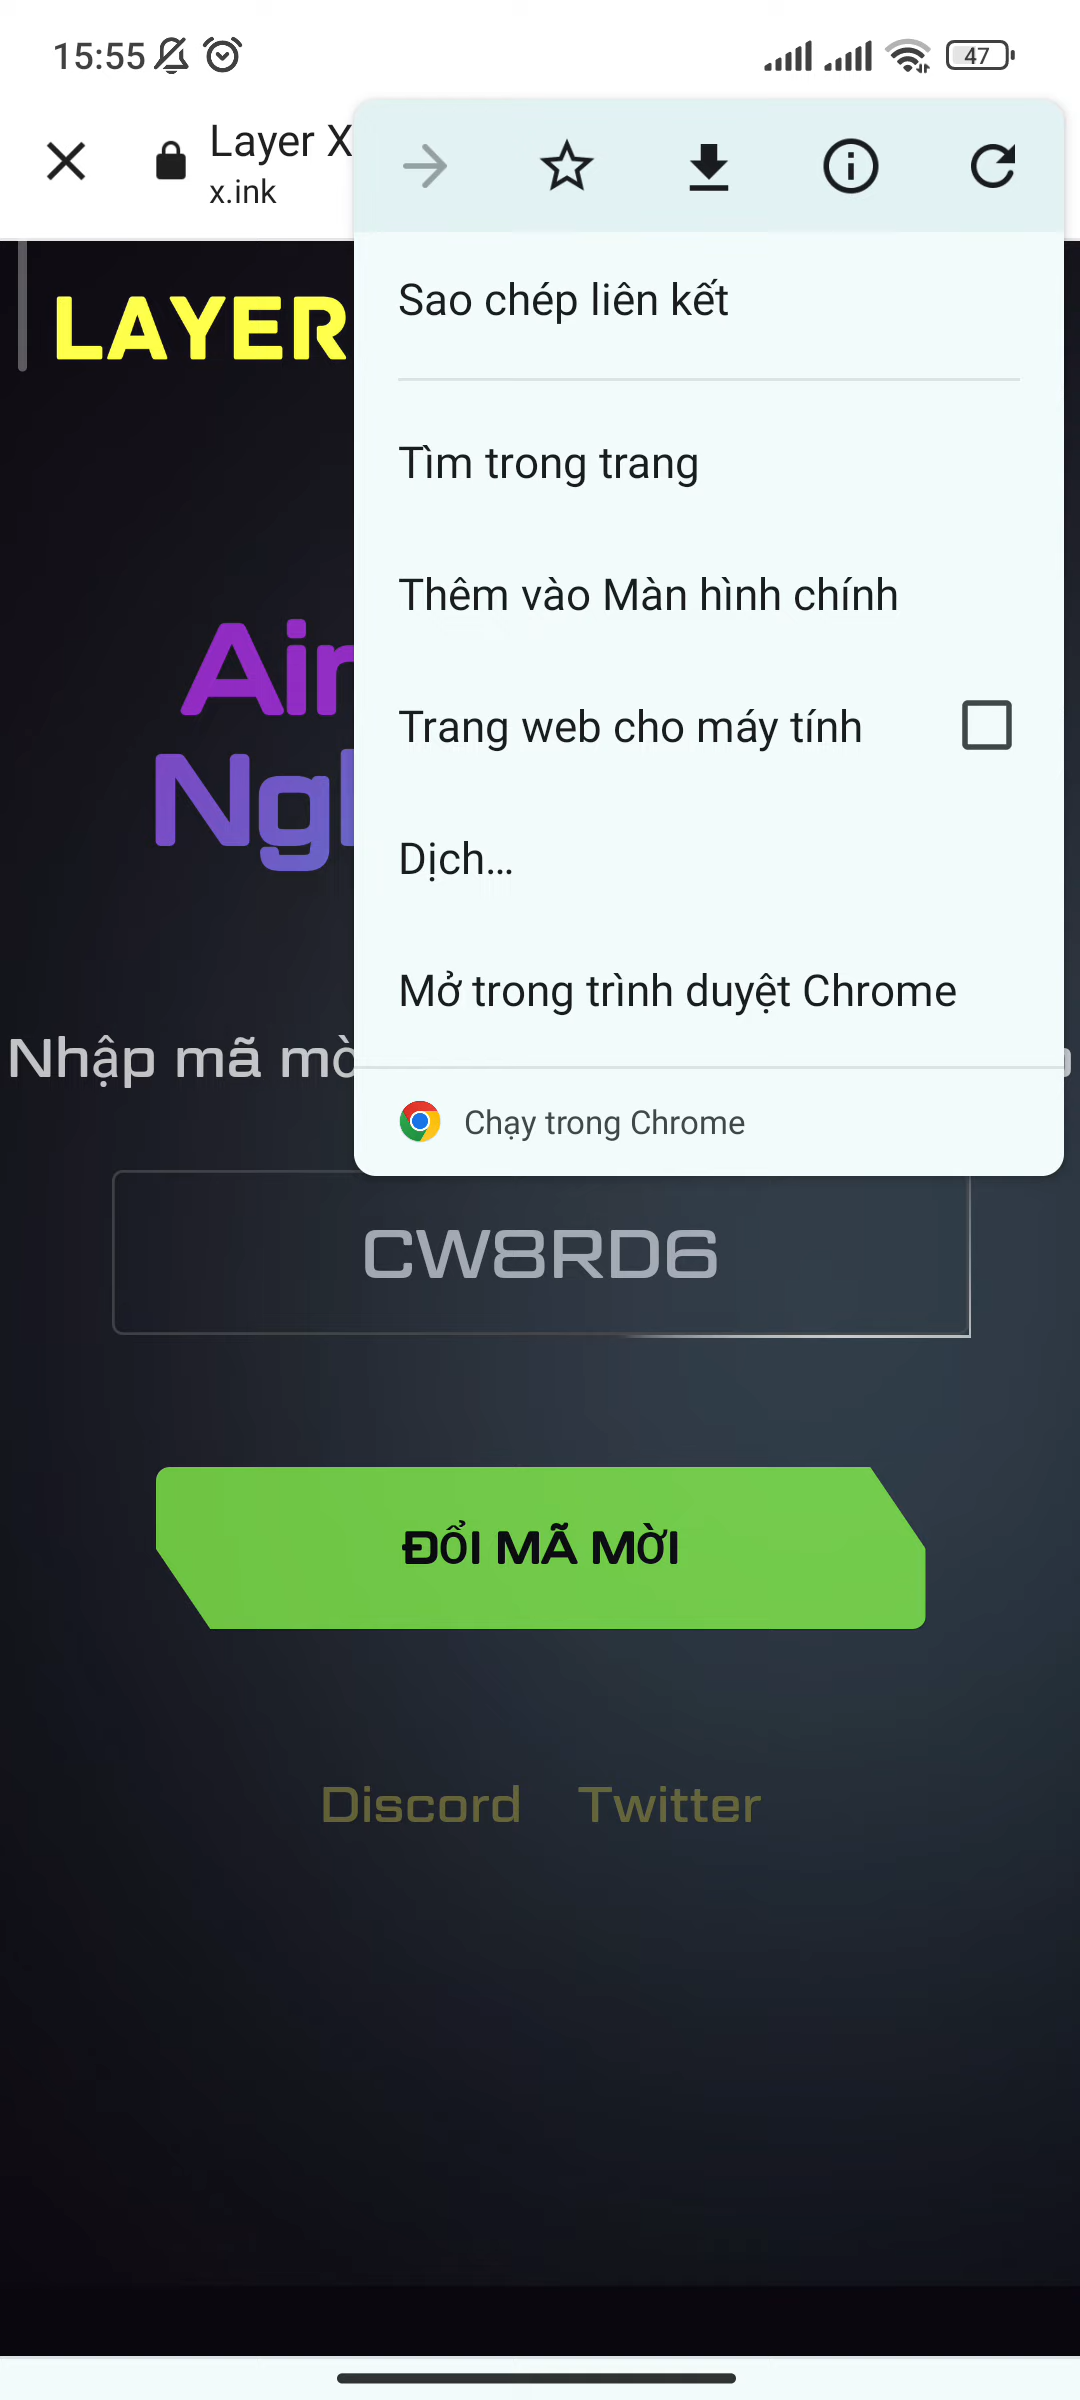 15:55
47
Layer X
x.ink
LAYER
Sao chép liên kết
Tìm trong trang
Thêm vào Màn hình chính
Trang web cho máy tính
Dịch...
Mở trong trình duyệt Chrome
Chạy trong Chrome
Nhập mã mờ
CW8RD6
ĐỔI MÃ MỜI
Discord Twitter